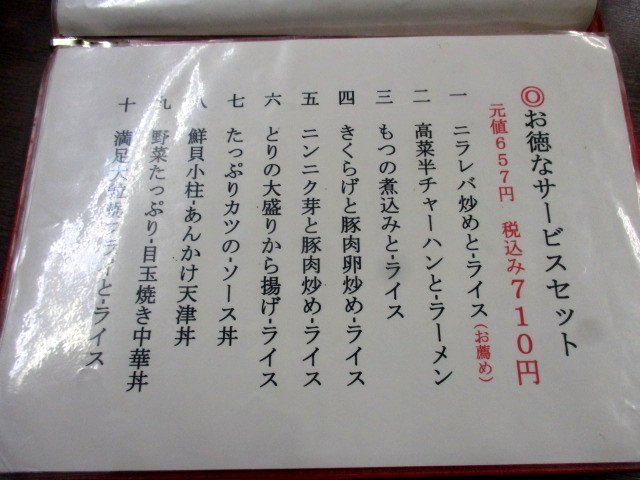 ◎お徳なサービスセット
元値657円 税込み710円
一 ニラレバ炒めと-ライス(お薦め)
二 高菜半チャーハンと-ラーメン
三 もつの煮込みと-ライス
四 きくらげと豚肉卵炒め-ライス
五 ニンニク芽と豚肉炒め-ライス
六 どりの大盛りから揚げ-ライス
七 たっぷりカツの-ソース丼
八 鮮貝小柱-あんかけ天津丼
九 野菜たっぷり-目玉焼き中華丼
十 満足大粒 フライと-ライス